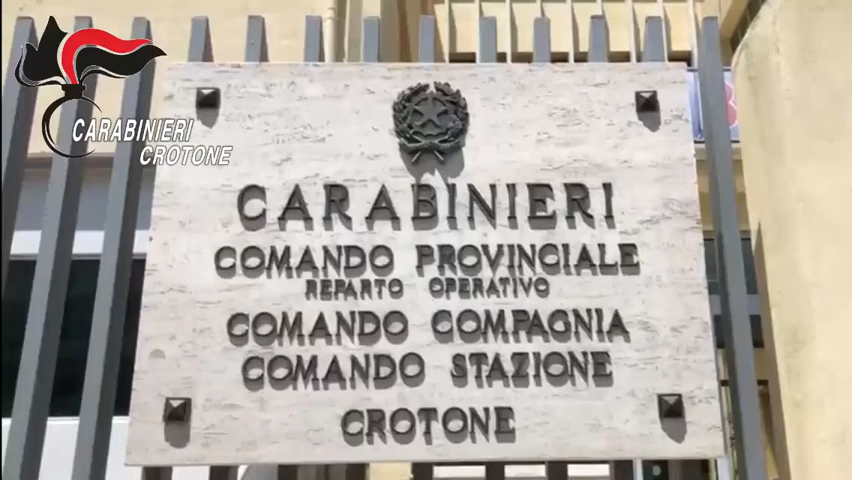 CARABINIERI
CROTONE
CARABINIERI
COMANDO PROVINCIALE
REPARTO OPERATIVO
COMANDO COMPAGNIA
COMANDO STAZIONE
CROTONE